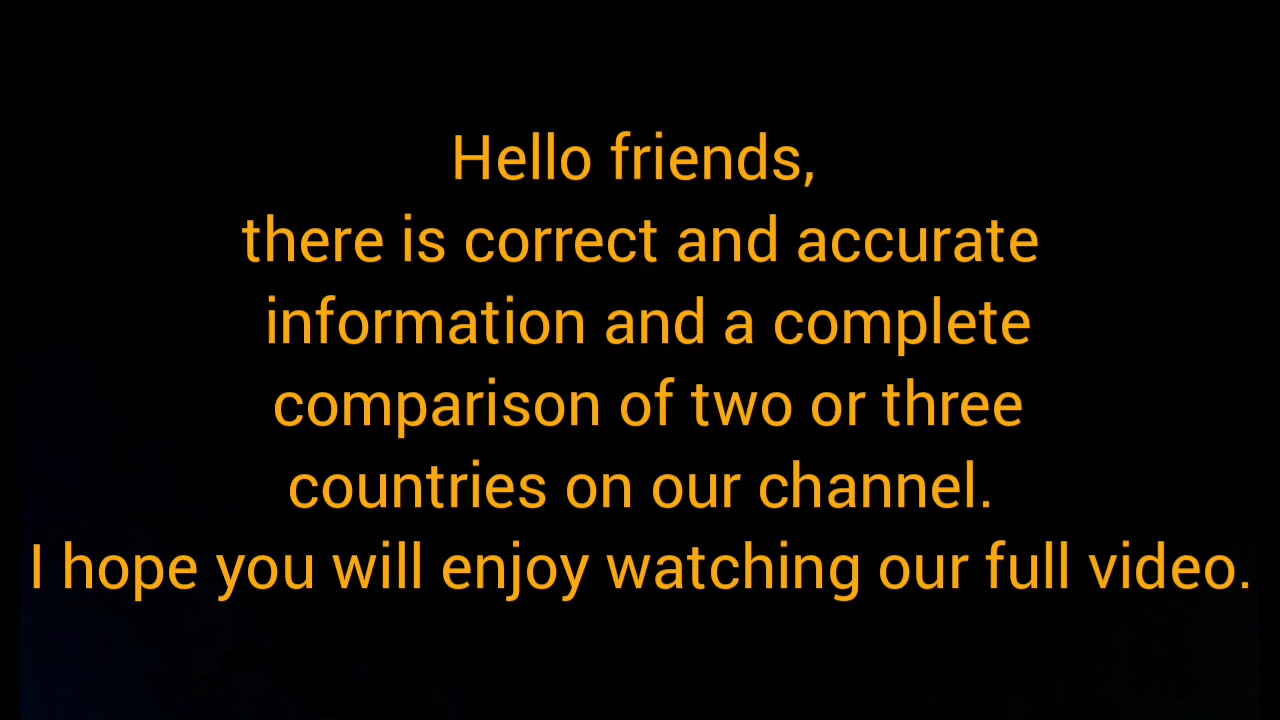 Hello friends,
there is correct and accurate
information and a complete
comparison of two or three
countries on our channel.
I hope you will enjoy watching our full video.